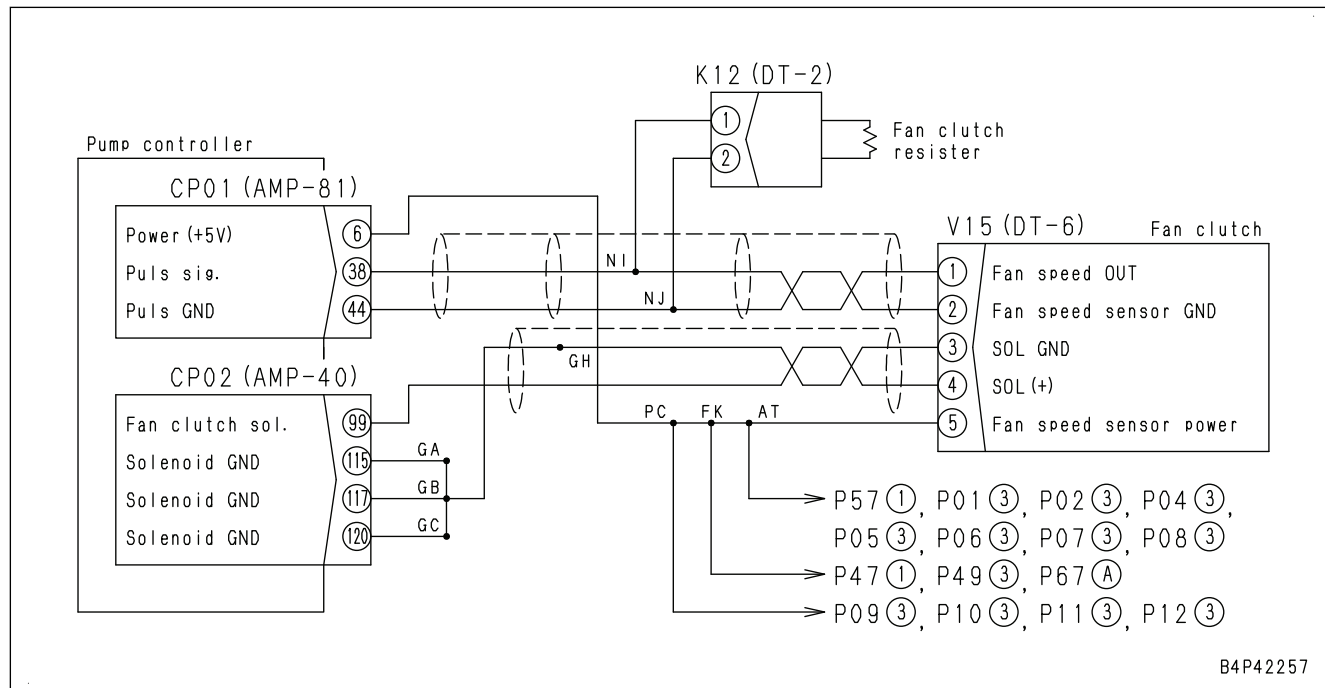 K12 (DT-2)
1
2
Fan clutch
resister
Pump controller
CP01 (AMP-81)
Power (+5V) 6
Puls sig. 38
Puls GND 44
NI
NJ
V15 (DT-6) Fan clutch
1 Fan speed OUT
2 Fan speed sensor GND
3 SOL GND
4 SOL (+)
5 Fan speed sensor power
GH
CP02 (AMP-40)
Fan clutch sol. 99
Solenoid GND 115 GA
Solenoid GND 117 GB
Solenoid GND 120 GC
PC FK AT
P57 ①, P01 ③, P02 ③, P04 ③,
P05 ③, P06 ③, P07 ③, P08 ③
P47 ①, P49 ③, P67 Ⓐ
P09 ③, P10 ③, P11 ③, P12 ③
B4P42257